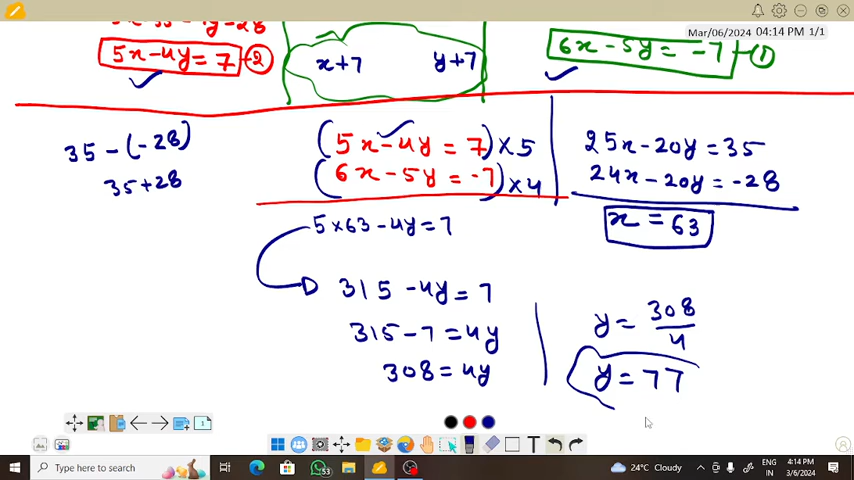 Mar/06/2024 04:14 PM 1/1
5x-4y=7 -2
x+7 y+7
6x-5y=-7 -1
35-(-28)
35+28
(5x-4y=7)×5
(6x-5y=-7)×4
25x-20y=35
24x-20y=-28
x=63
5×63-4y=7
315-4y=7
315-7=4y
308=4y
y=308/4
y=77
1
T
Type here to search
53
24°C Cloudy
ENG
IN
4:14 PM
3/6/2024